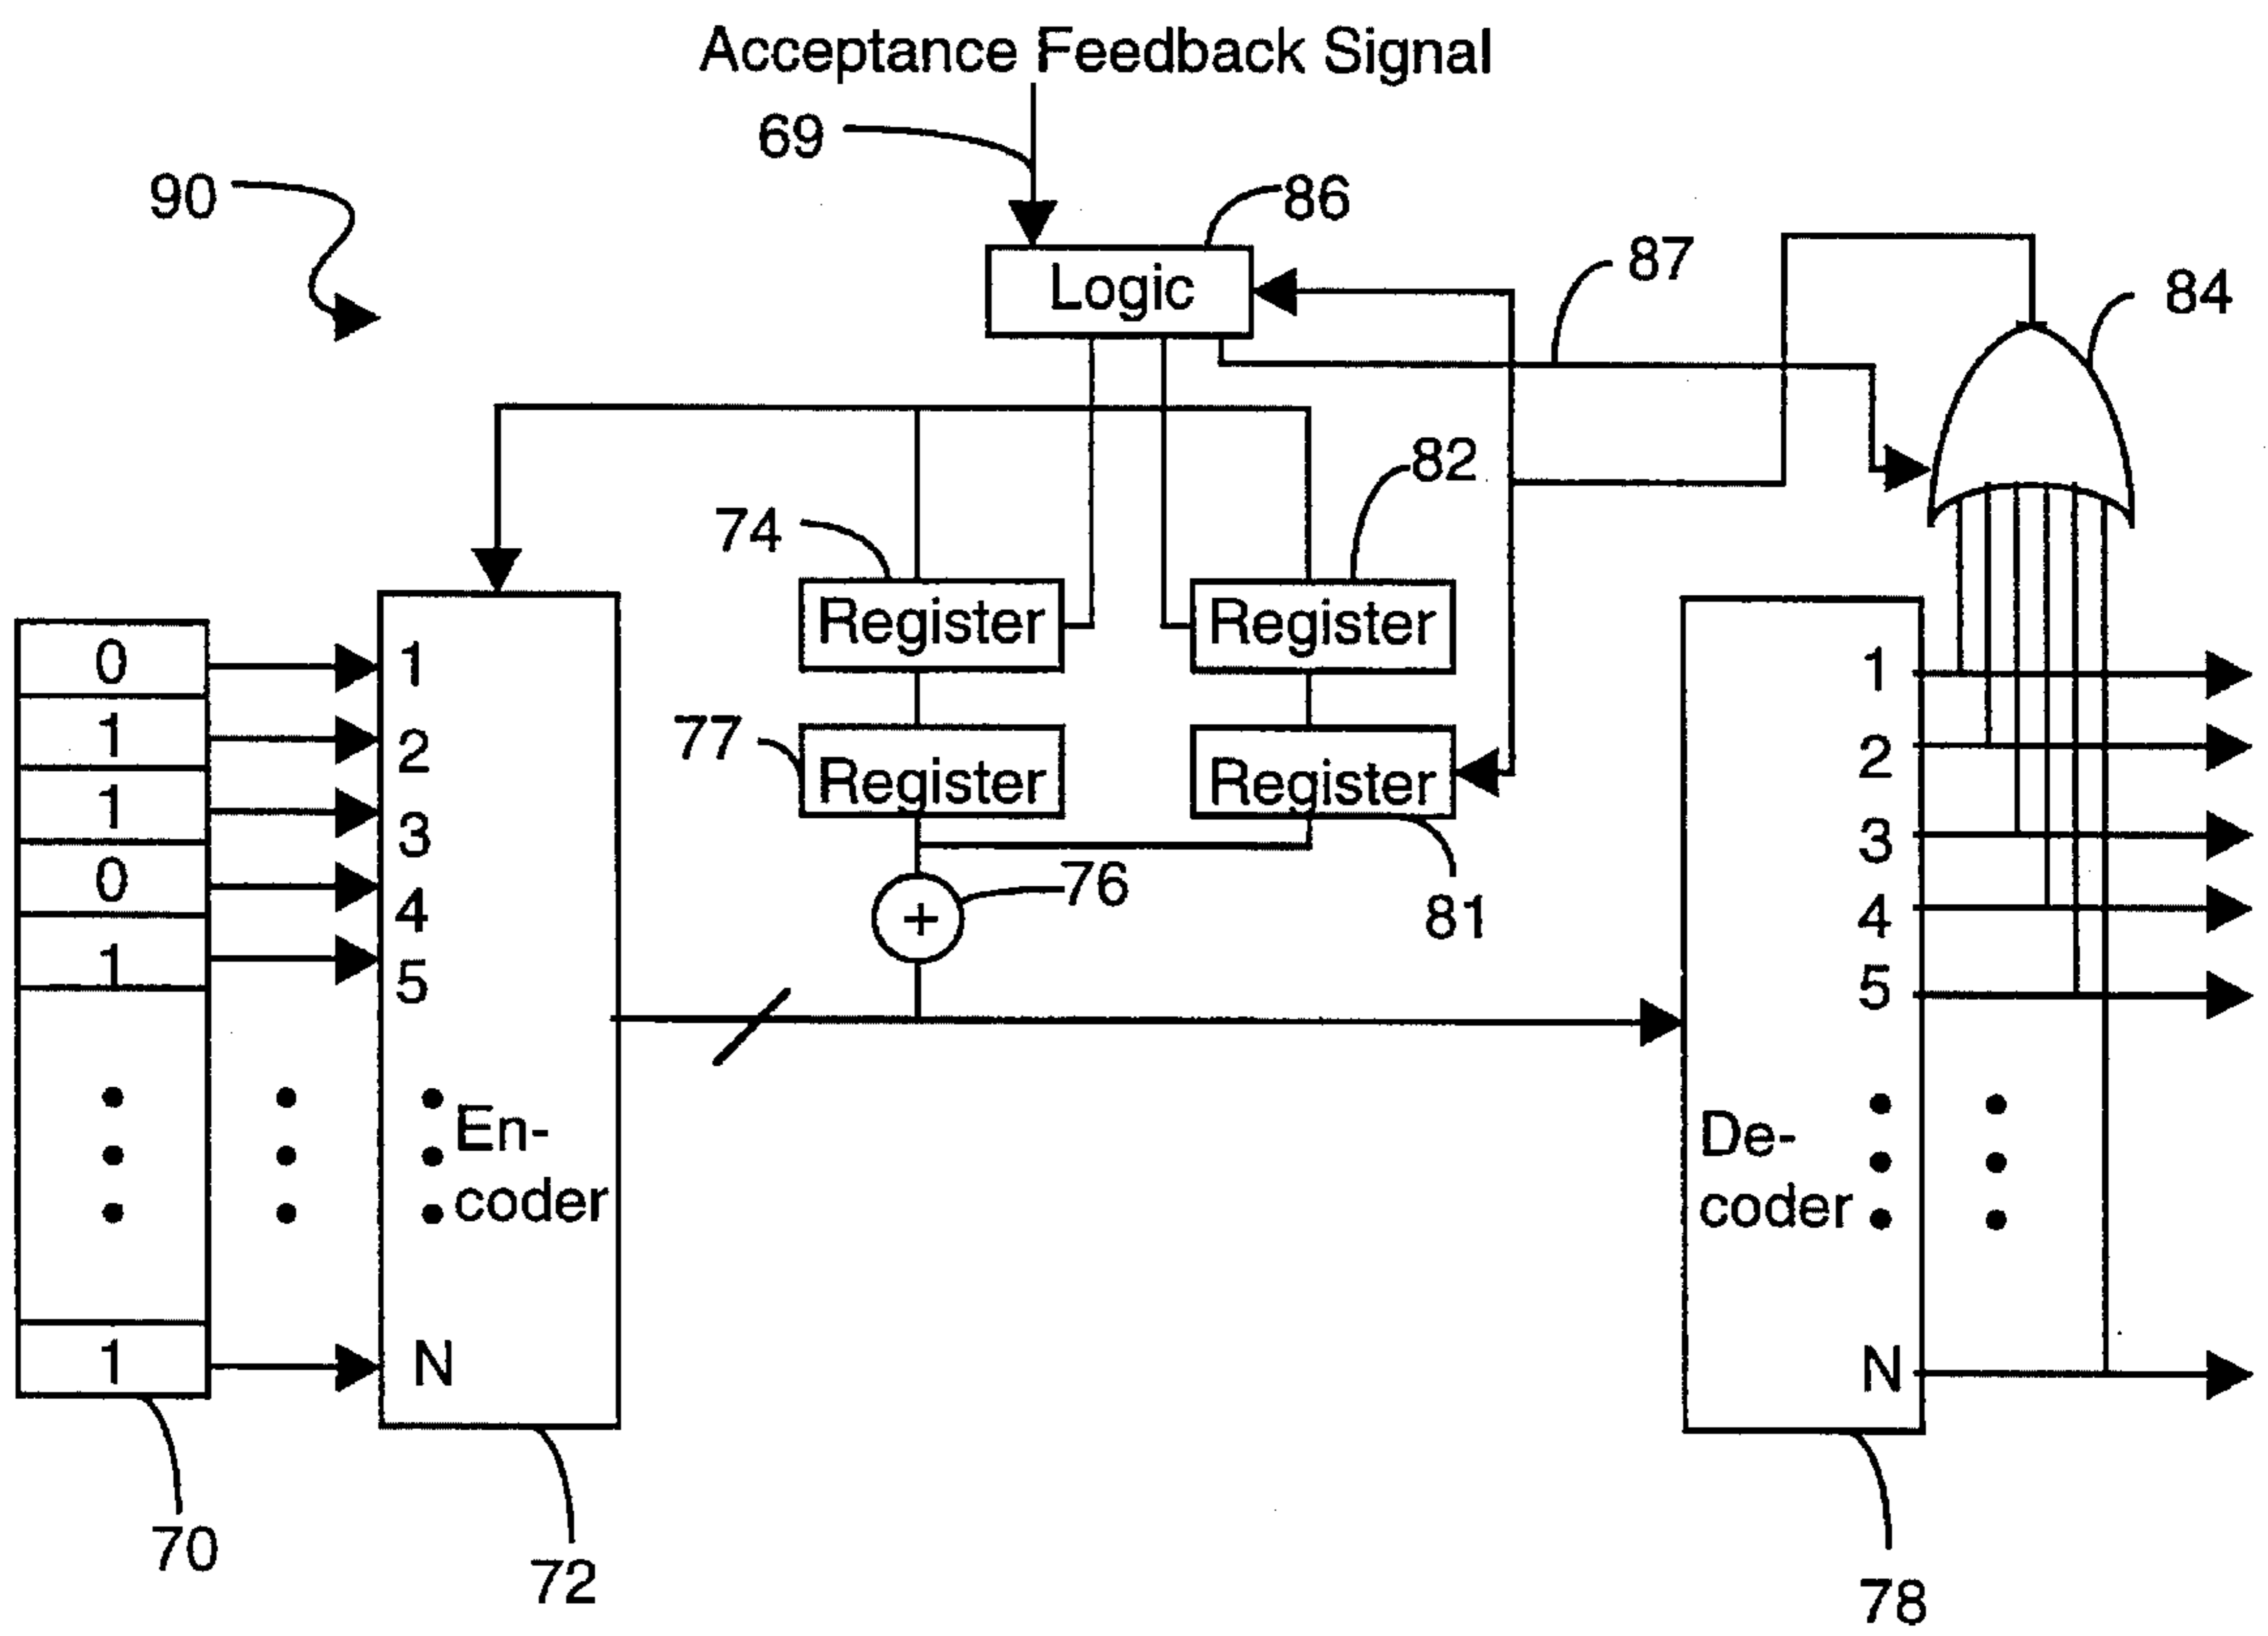 Acceptance Feedback Signal
69
90
86
Logic
87
84
82
74
Register
Register
0
1
1
0
1
1
1
2
3
4
5
N
77
Register
Register
76
+
81
1
2
3
4
5
N
En-
coder
De-
coder
70
72
78